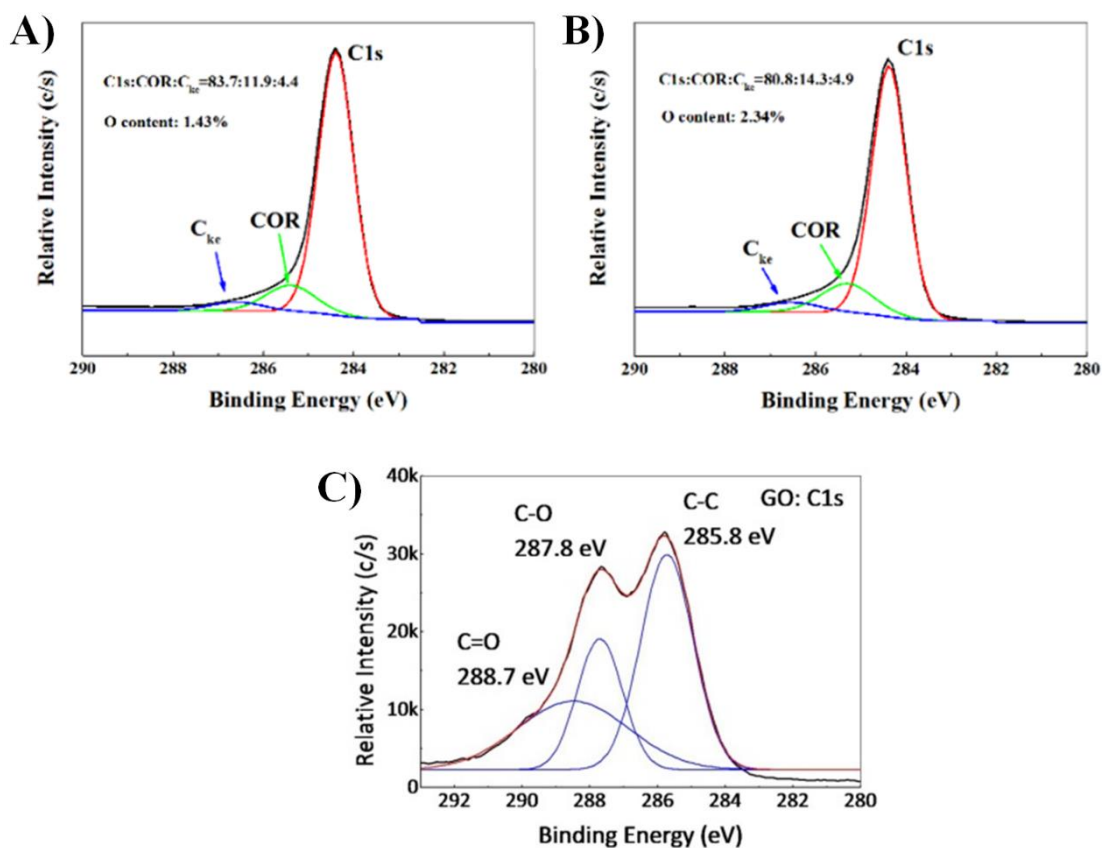 A)
C1s
C1s:COR:Cₖₑ=83.7:11.9:4.4
O content: 1.43%
Cₖₑ
COR
Relative Intensity (c/s)
290 288 286 284 282 280
Binding Energy (eV)
B)
C1s
C1s:COR:Cₖₑ=80.8:14.3:4.9
O content: 2.34%
Cₖₑ
COR
Relative Intensity (c/s)
290 288 286 284 282 280
Binding Energy (eV)
C)
GO: C1s
C-O
287.8 eV
C-C
285.8 eV
C=O
288.7 eV
40k
30k
20k
10k
0
Relative Intensity (c/s)
292 290 288 286 284 282 280
Binding Energy (eV)